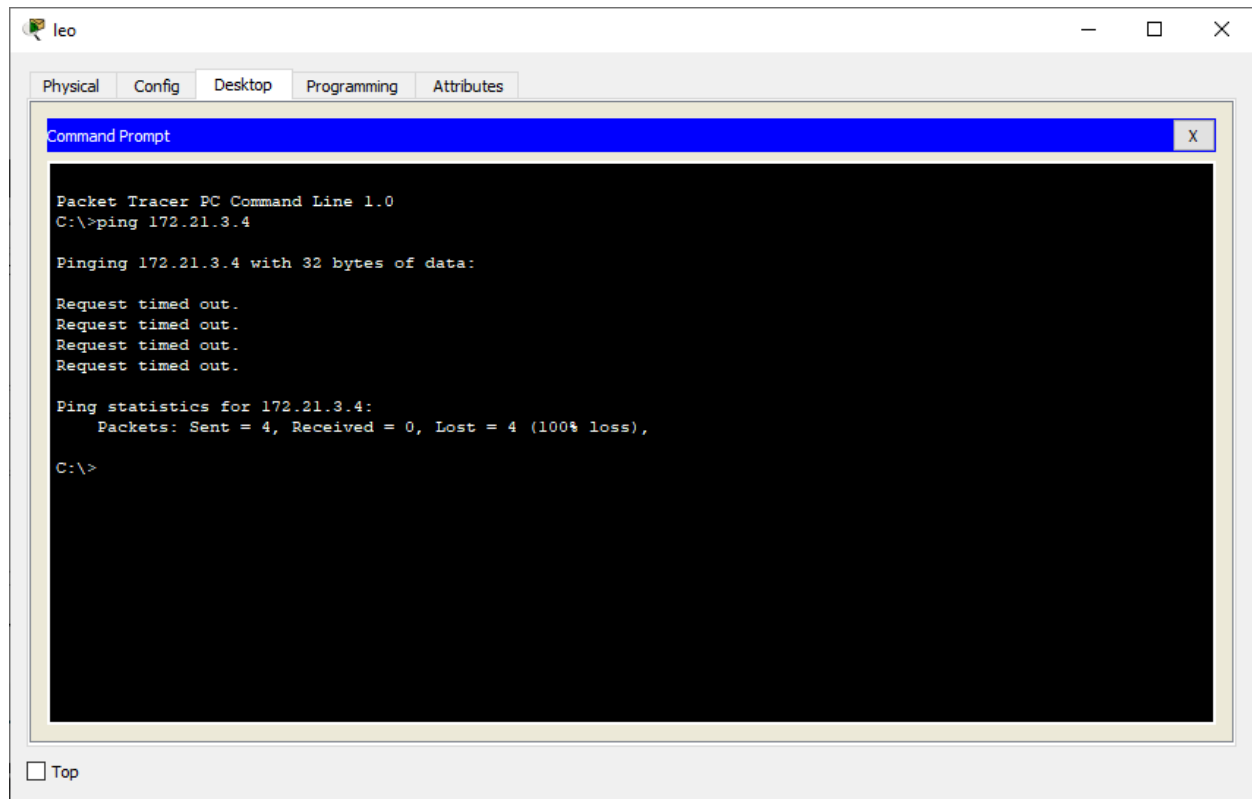 leo
Physical Config Desktop Programming Attributes
Command Prompt
X
Packet Tracer PC Command Line 1.0
C:\>ping 172.21.3.4
Pinging 172.21.3.4 with 32 bytes of data:
Request timed out.
Request timed out.
Request timed out.
Request timed out.
Ping statistics for 172.21.3.4:
    Packets: Sent = 4, Received = 0, Lost = 4 (100% loss),
C:\>
Top